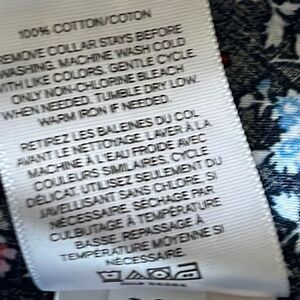 100% COTTON/COTON
REMOVE COLLAR STAYS BEFORE
WASHING. MACHINE WASH COLD
WITH LIKE COLORS, GENTLE CYCLE.
ONLY NON-CHLORINE BLEACH
WHEN NEEDED. TUMBLE DRY LOW.
WARM IRON IF NEEDED.
RETIREZ LES BALEINES DU COL
AVANT LE NETTOYAGE. LAVER À LA
MACHINE À L'EAU FROIDE AVEC
COULEURS SIMILAIRES, CYCLE
DÉLICAT. UTILISEZ SEULEMENT DU
JAVELLISANT SANS CHLORE, SI
NÉCESSAIRE. SÉCHAGE PAR
CULBUTAGE À TEMPÉRATURE
BASSE. REPASSAGE À
TEMPÉRATURE MOYENNE SI
NÉCESSAIRE.